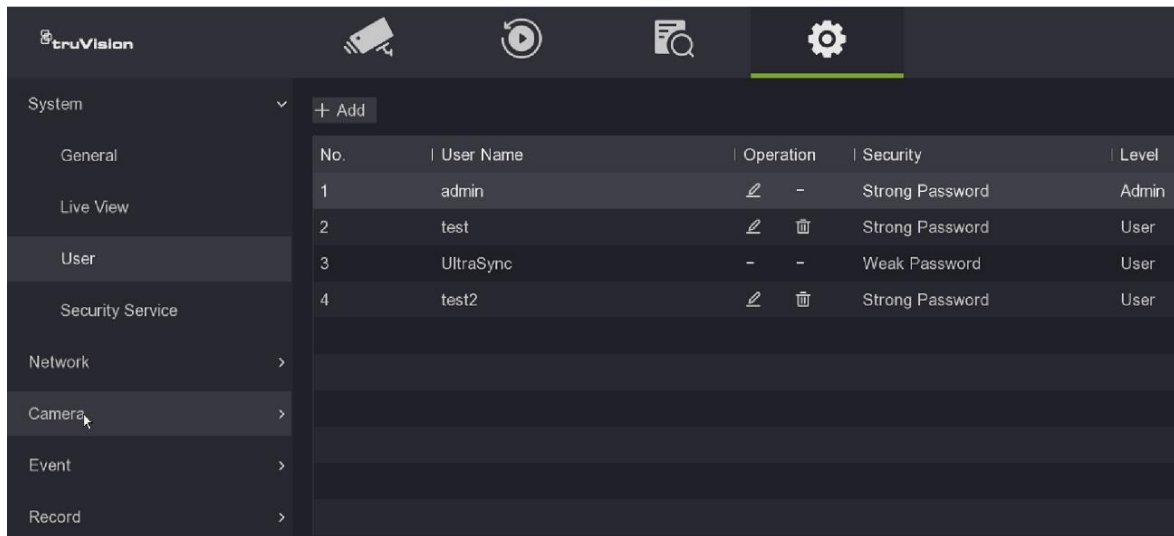 truVision
System
+ Add
General
No. | User Name | Operation | Security | Level
1 admin - Strong Password Admin
Live View
2 test Strong Password User
User
3 UltraSync - - Weak Password User
4 test2 Strong Password User
Security Service
Network
Camera
Event
Record